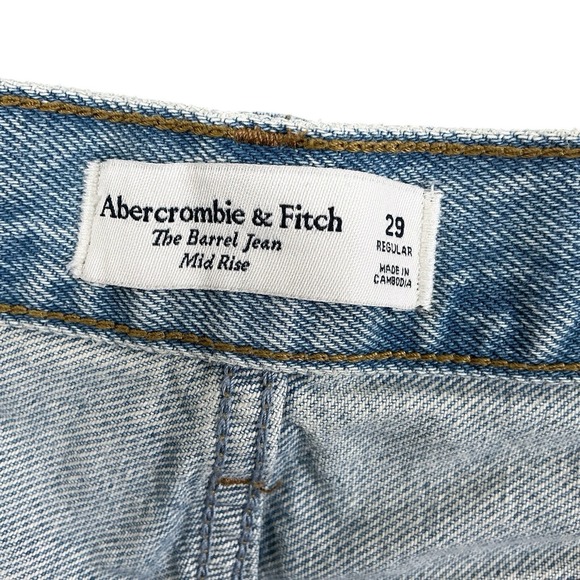 Abercrombie & Fitch
The Barrel Jean
Mid Rise
29
REGULAR
MADE IN
CAMBODIA